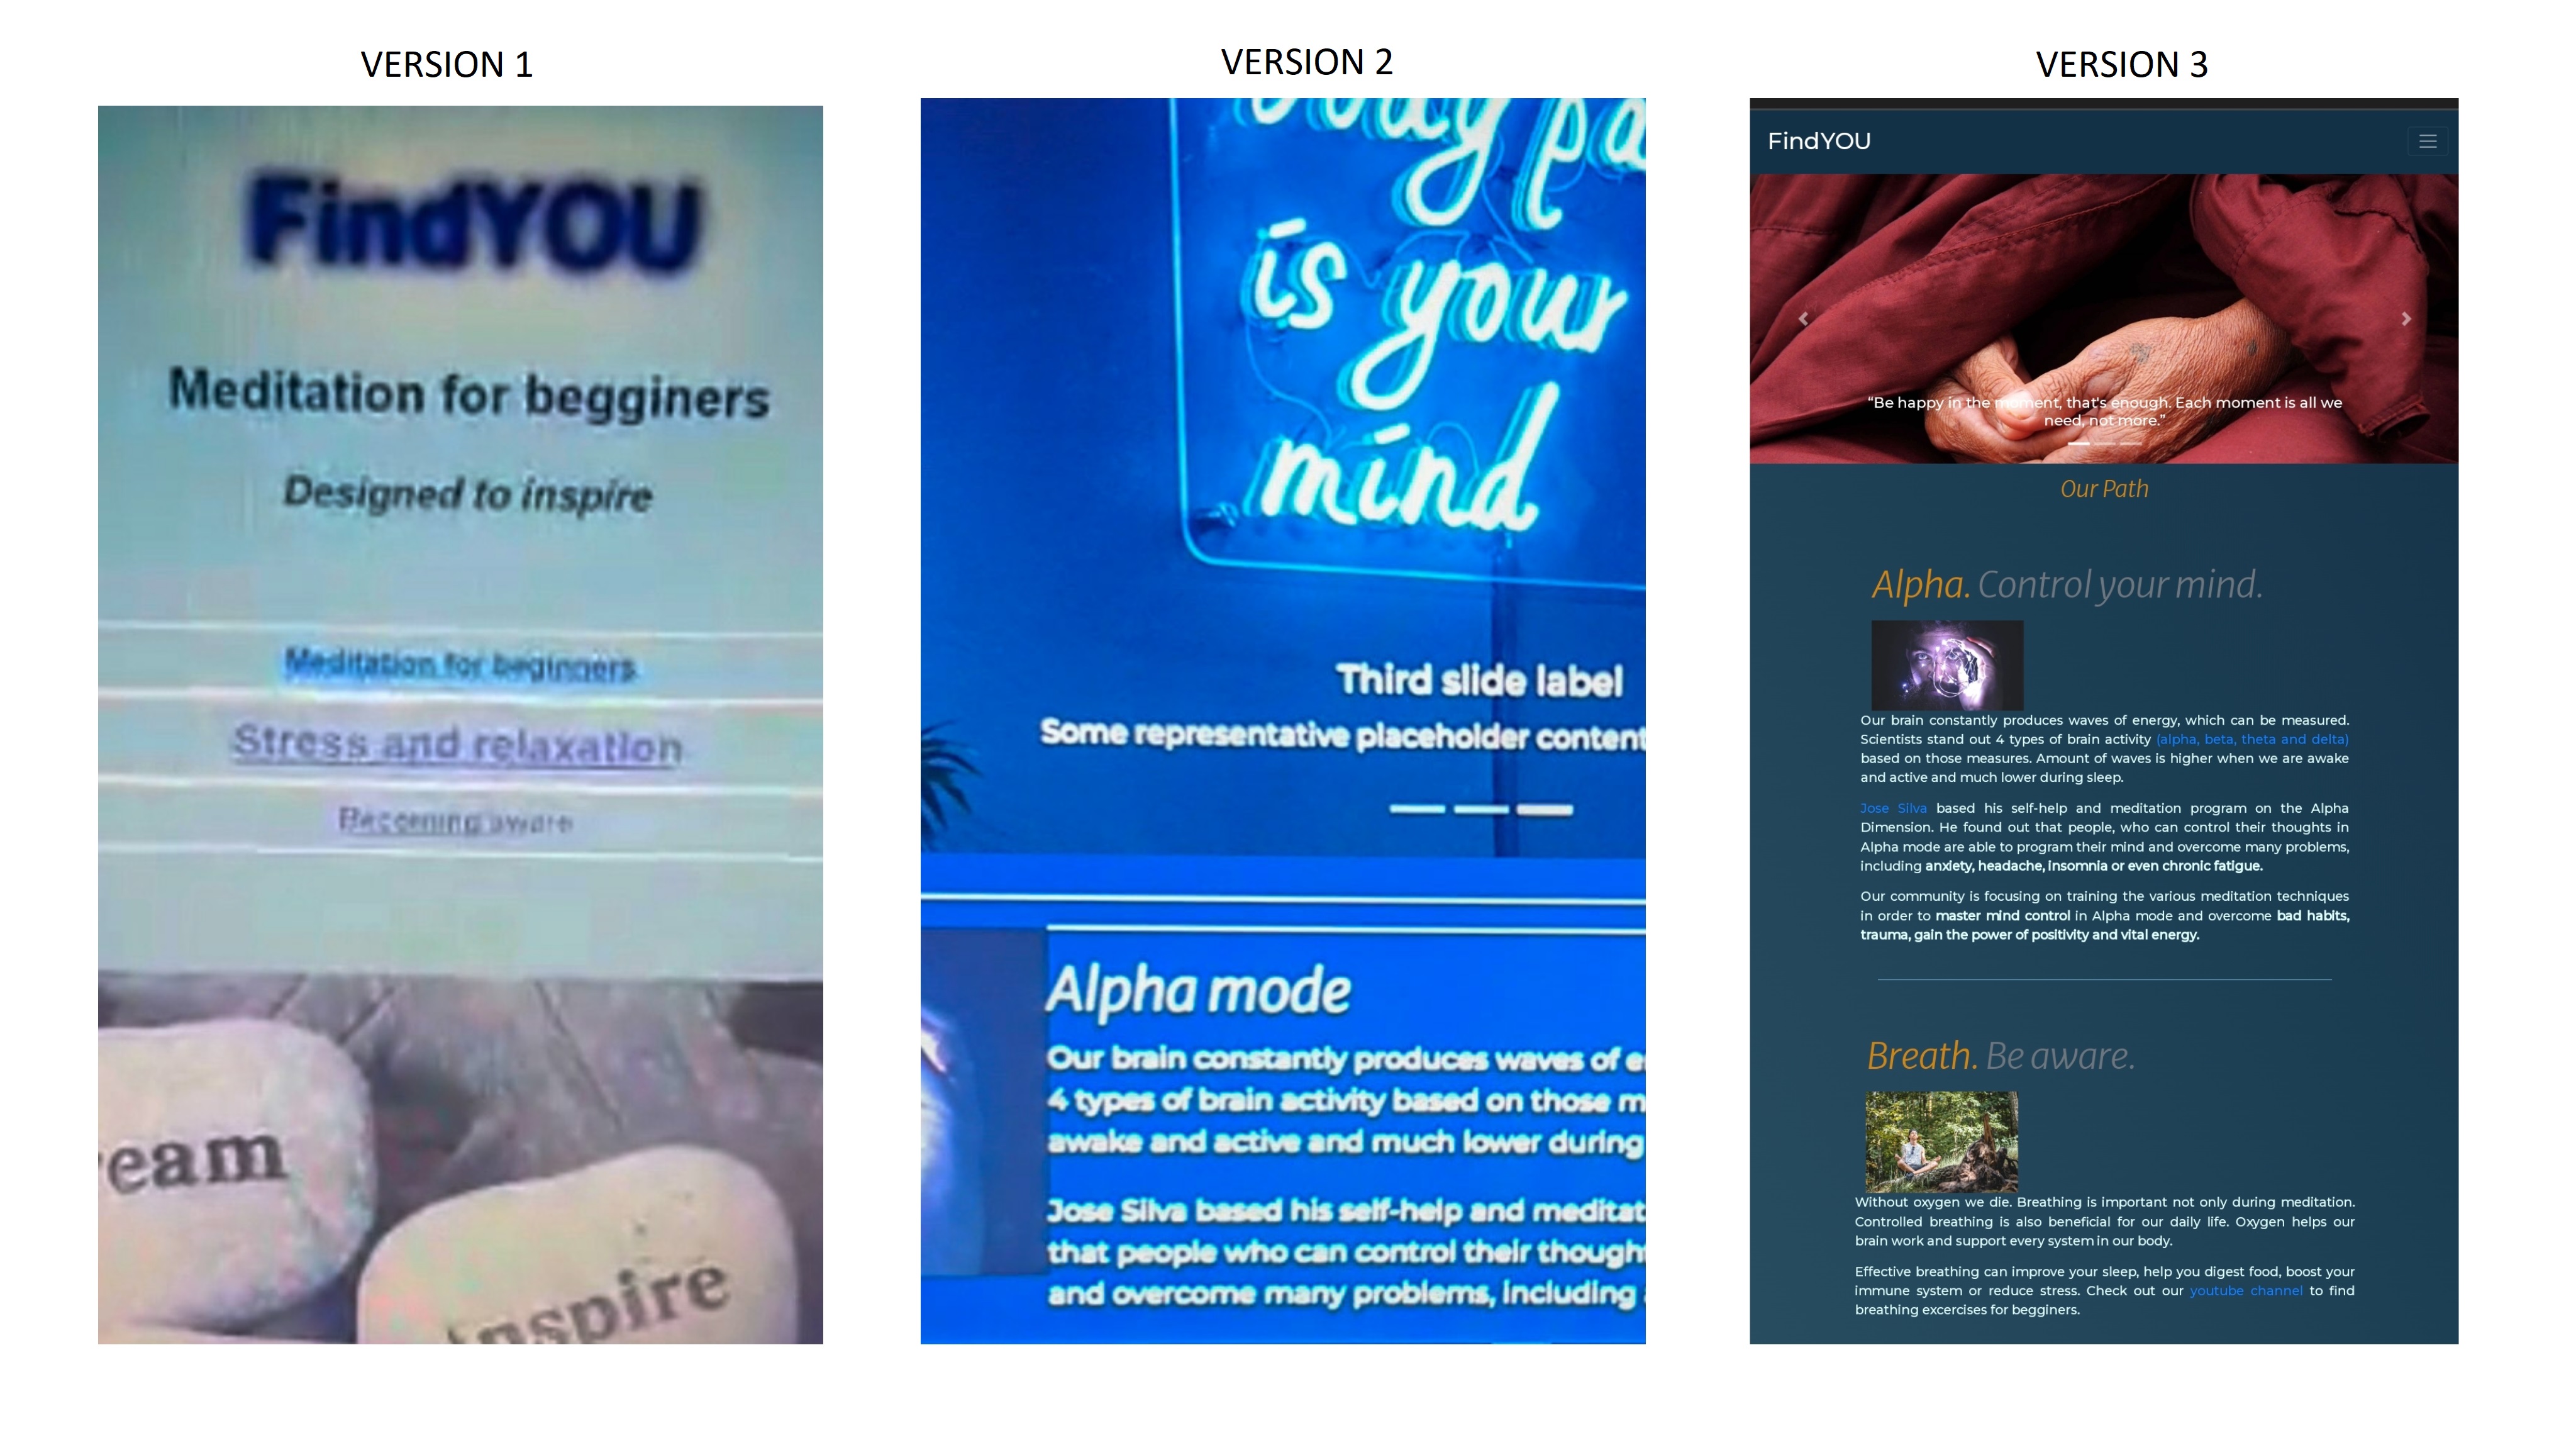 VERSION 1
FindYOU
Meditation for begginers
Designed to inspire
Meditation for beginners
Stress and relaxation
Becoming aware
eam
inspire
VERSION 2
body pa
is your
mind
Third slide label
Some representative placeholder content
Alpha mode
Our brain constantly produces waves of e
4 types of brain activity based on those m
awake and active and much lower during
Jose Silva based his self-help and meditat
that people who can control their though
and overcome many problems, including
VERSION 3
FindYOU
“Be happy in the moment, that's enough. Each moment is all we
need, not more.”
Our Path
Alpha. Control your mind.
Our brain constantly produces waves of energy, which can be measured.
Scientists stand out 4 types of brain activity (alpha, beta, theta and delta)
based on those measures. Amount of waves is higher when we are awake
and active and much lower during sleep.
Jose Silva based his self-help and meditation program on the Alpha
Dimension. He found out that people, who can control their thoughts in
Alpha mode are able to program their mind and overcome many problems,
including anxiety, headache, insomnia or even chronic fatigue.
Our community is focusing on training the various meditation techniques
in order to master mind control in Alpha mode and overcome bad habits,
trauma, gain the power of positivity and vital energy.
Breath. Be aware.
Without oxygen we die. Breathing is important not only during meditation.
Controlled breathing is also beneficial for our daily life. Oxygen helps our
brain work and support every system in our body.
Effective breathing can improve your sleep, help you digest food, boost your
immune system or reduce stress. Check out our youtube channel to find
breathing excercises for begginers.